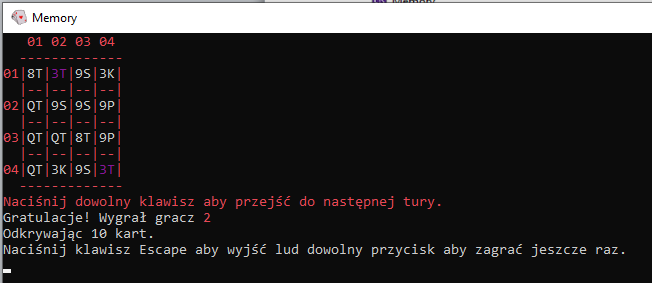 Memory
01 02 03 04
-------------
01|8T|3T|9S|3K|
|--|--|--|--|
02|QT|9S|9S|9P|
|--|--|--|--|
03|QT|QT|8T|9P|
|--|--|--|--|
04|QT|3K|9S|3T|
-------------
Naciśnij dowolny klawisz aby przejść do następnej tury.
Gratulacje! Wygrał gracz 2
Odkrywając 10 kart.
Naciśnij klawisz Escape aby wyjść lud dowolny przycisk aby zagrać jeszcze raz.